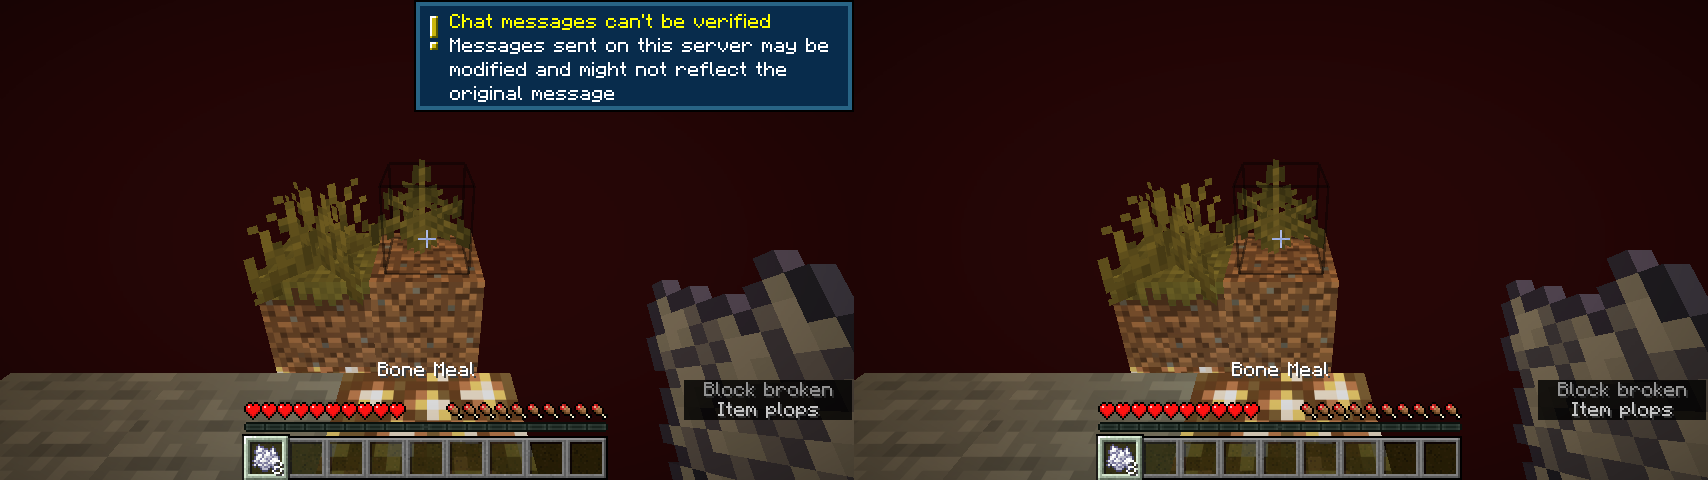 Chat messages can't be verified
Messages sent on this server may be
modified and might not reflect the
original message
Bone Meal
Block broken
Item plops
Bone Meal
Block broken
Item plops